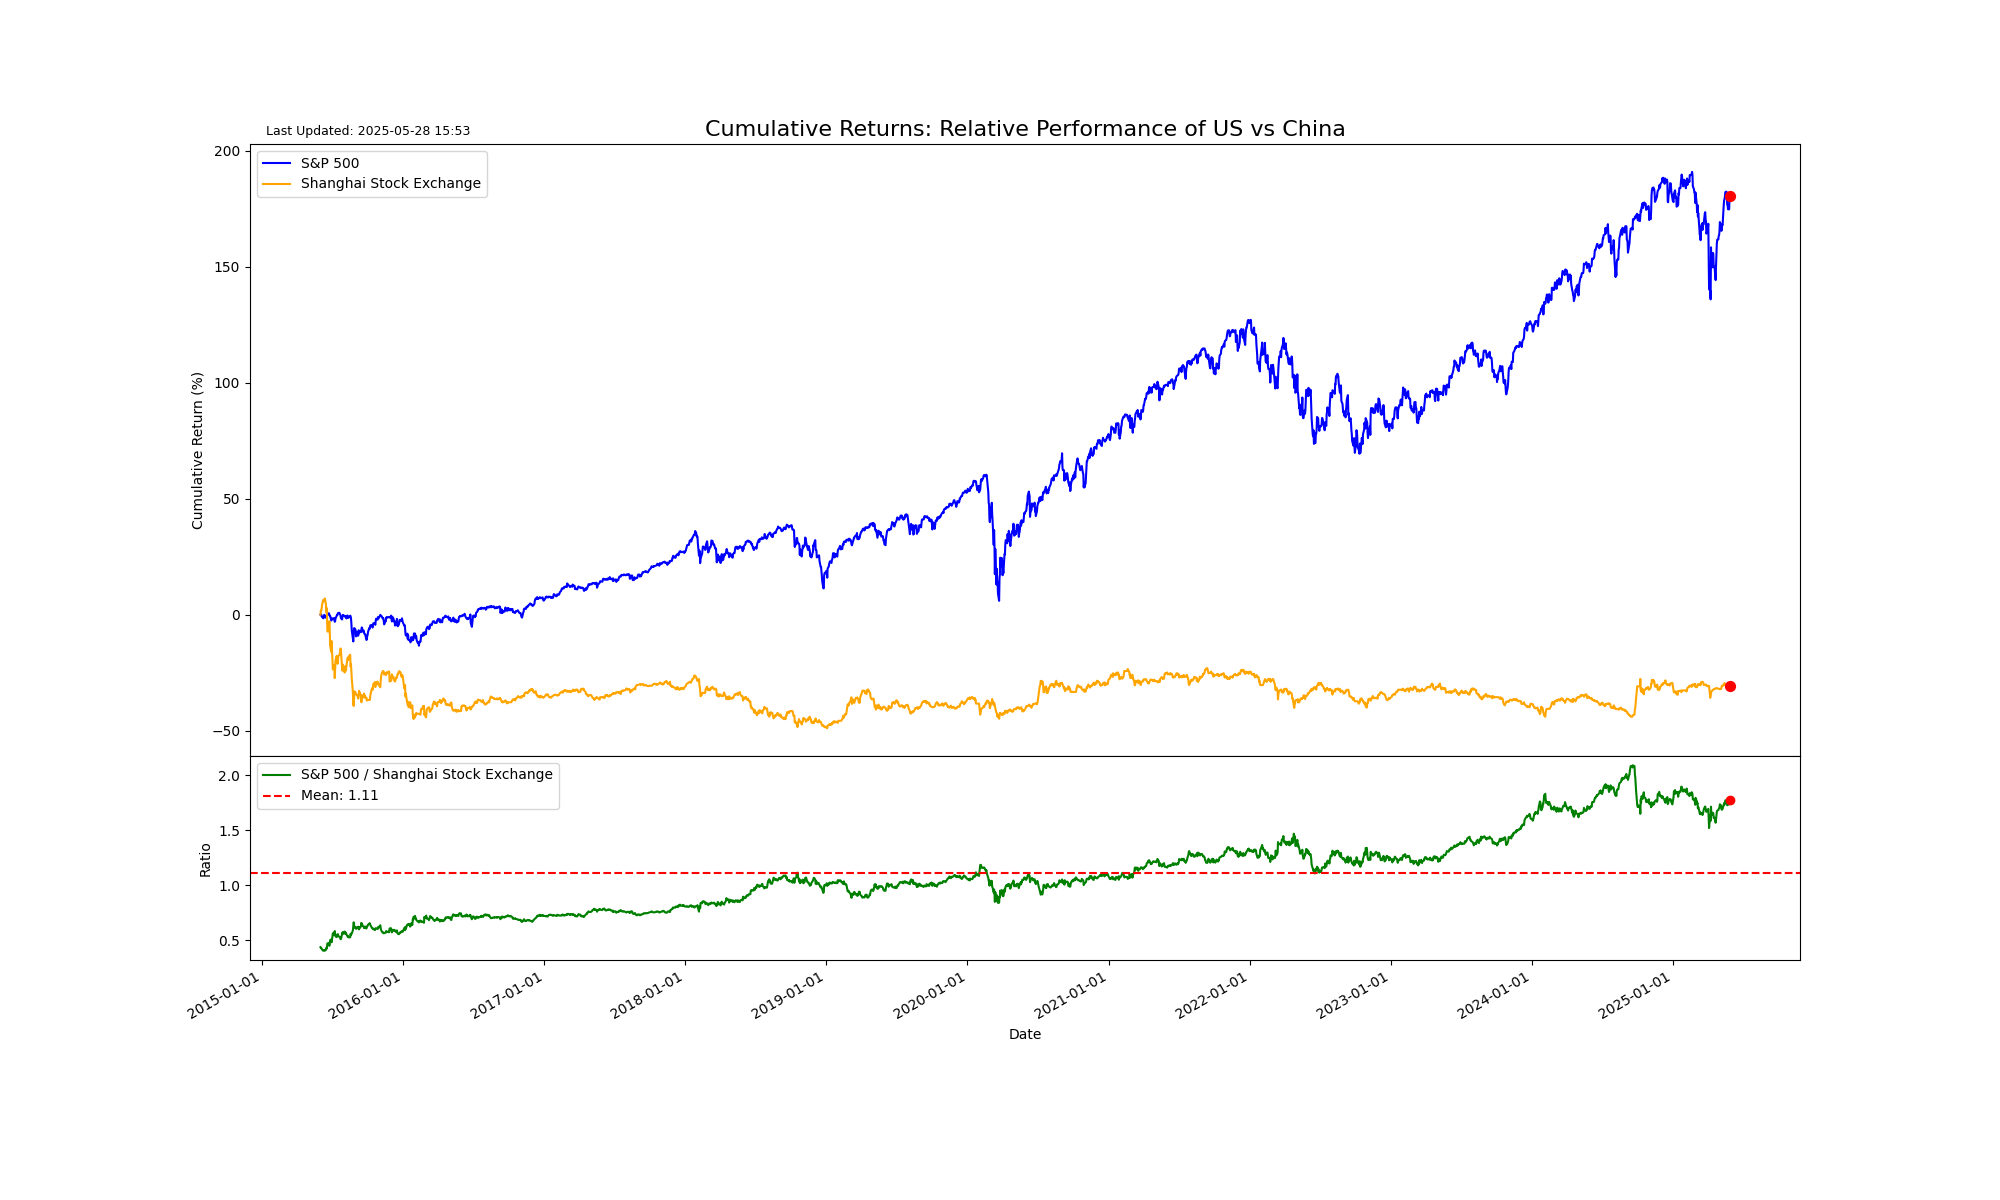 Last Updated: 2025-05-28 15:53
Cumulative Returns: Relative Performance of US vs China
S&P 500
Shanghai Stock Exchange
Cumulative Return (%)
200
150
100
50
0
−50
S&P 500 / Shanghai Stock Exchange
Mean: 1.11
Ratio
2.0
1.5
1.0
0.5
2015-01-01
2016-01-01
2017-01-01
2018-01-01
2019-01-01
2020-01-01
2021-01-01
2022-01-01
2023-01-01
2024-01-01
2025-01-01
Date